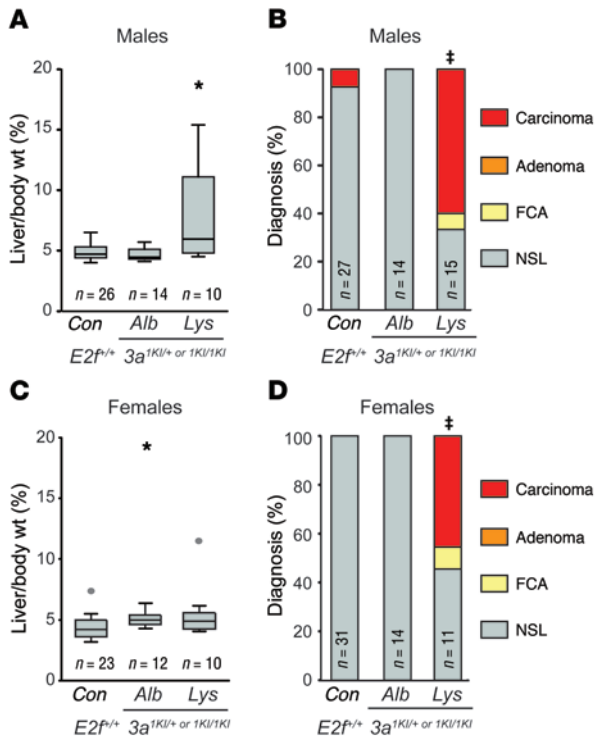 A
Males
Liver/body wt (%)
20
15
10
5
0
*
n = 26 n = 14 n = 10
Con Alb Lys
E2f+/+ 3a1KI/+ or 1KI/1KI
B
Males
Diagnosis (%)
100
80
60
40
20
0
‡
n = 27 n = 14 n = 15
Con Alb Lys
E2f+/+ 3a1KI/+ or 1KI/1KI
Carcinoma
Adenoma
FCA
NSL
C
Females
Liver/body wt (%)
20
15
10
5
0
*
n = 23 n = 12 n = 10
Con Alb Lys
E2f+/+ 3a1KI/+ or 1KI/1KI
D
Females
Diagnosis (%)
100
80
60
40
20
0
‡
n = 31 n = 14 n = 11
Con Alb Lys
E2f+/+ 3a1KI/+ or 1KI/1KI
Carcinoma
Adenoma
FCA
NSL